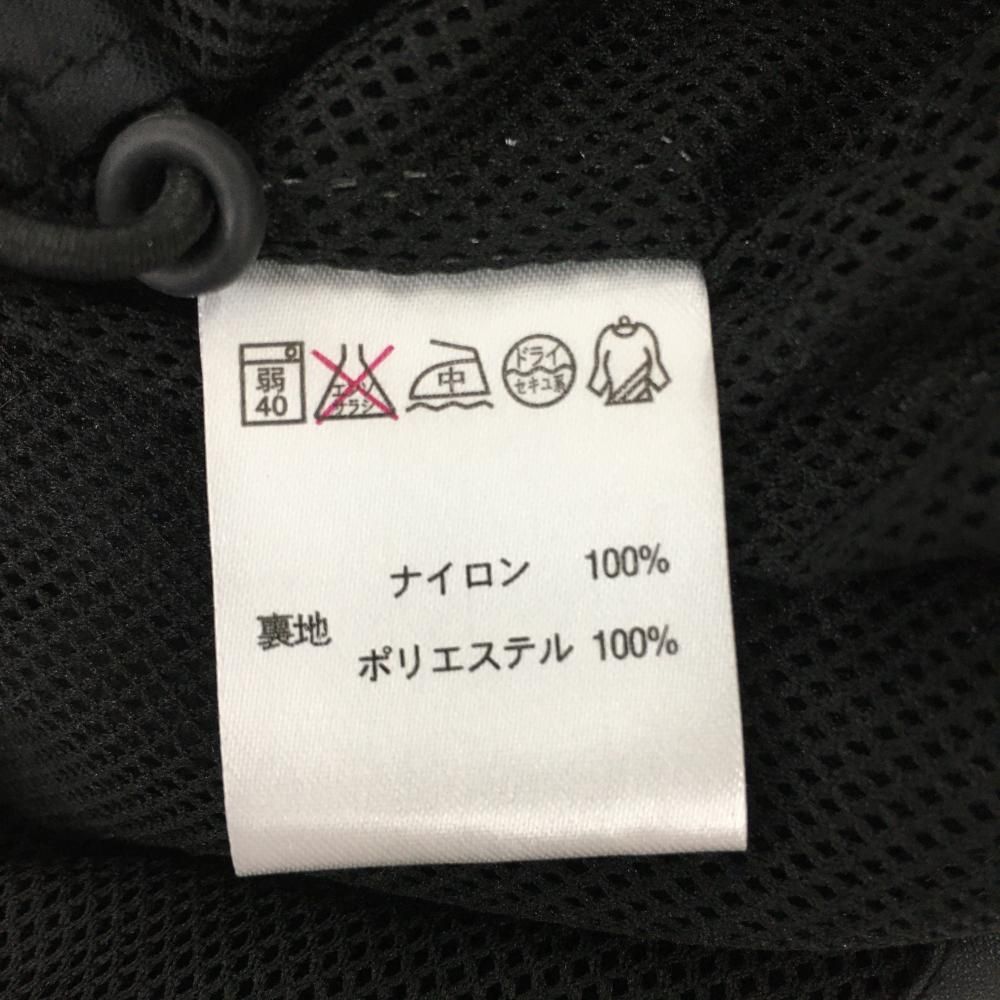 弱
40
エンソ
サラシ
中
ドライ
セキユ系
ナイロン 100%
裏地
ポリエステル 100%